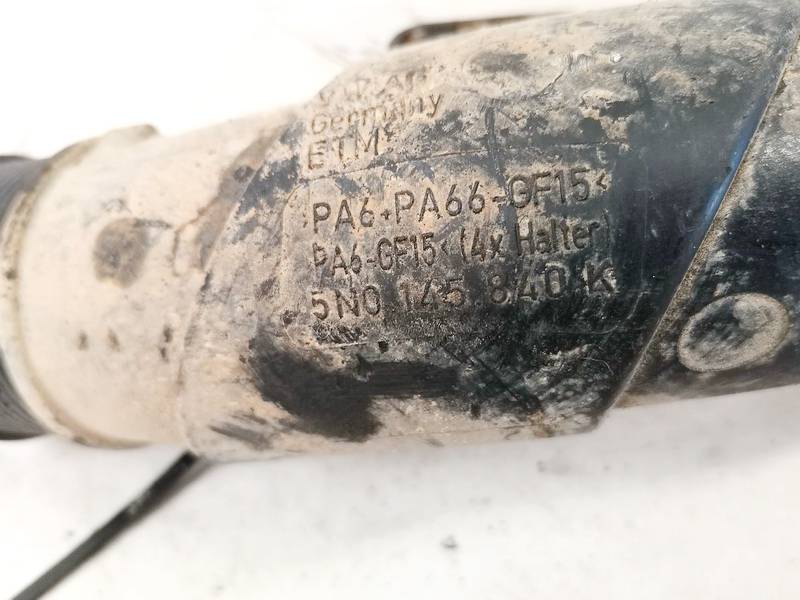 Germany
ETM
PA6+PA66-GF15<
PA6-GF15<(4x Halter)
5N0 145 840 K